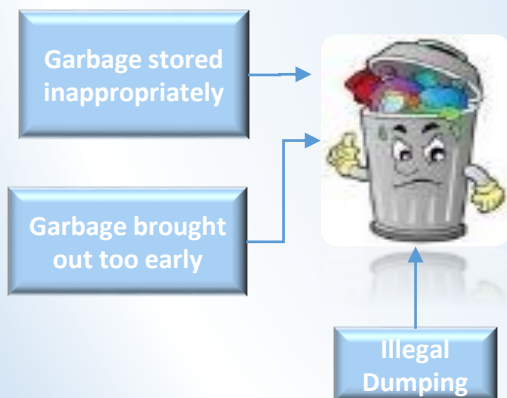 Garbage stored
inappropriately
Garbage brought
out too early
Illegal
Dumping